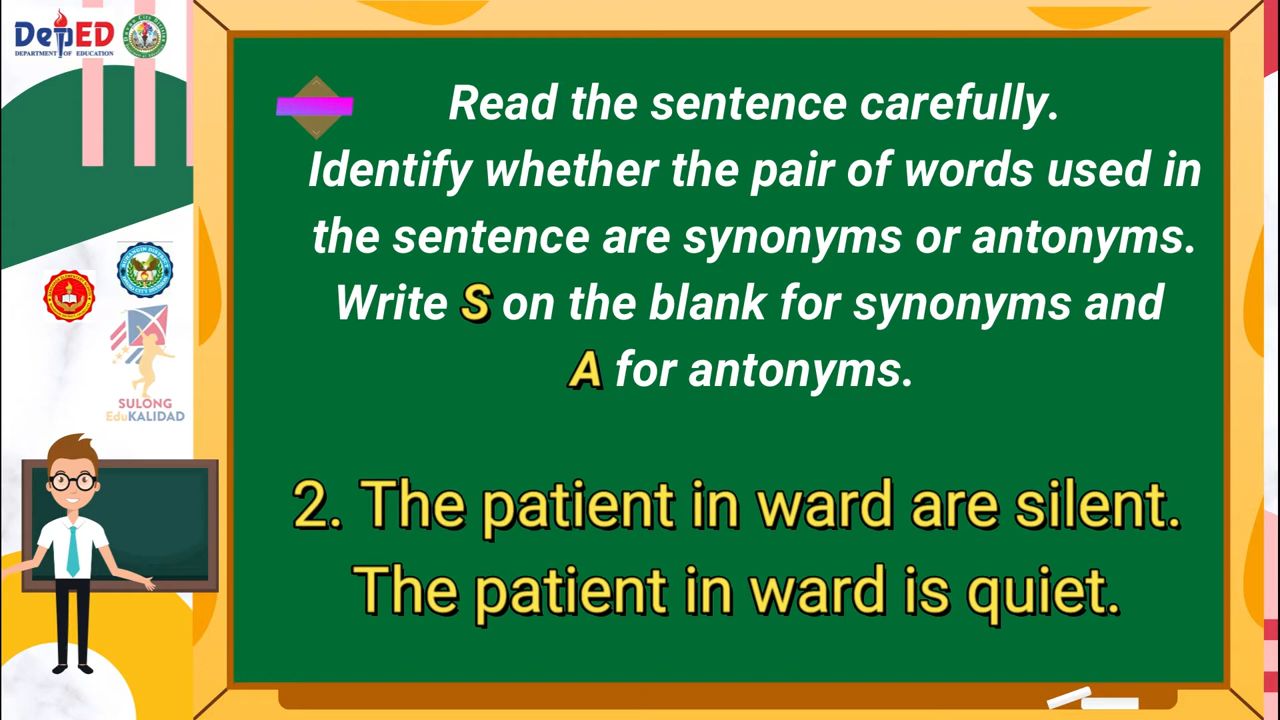 DepED
DEPARTMENT OF EDUCATION
Read the sentence carefully.
Identify whether the pair of words used in
the sentence are synonyms or antonyms.
Write S on the blank for synonyms and
A for antonyms.
SULONG
EduKALIDAD
2. The patient in ward are silent.
The patient in ward is quiet.